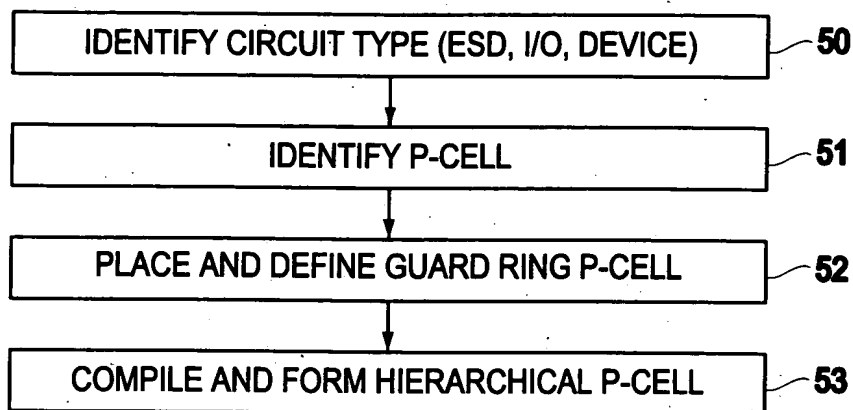 IDENTIFY CIRCUIT TYPE (ESD, I/O, DEVICE) 50
IDENTIFY P-CELL 51
PLACE AND DEFINE GUARD RING P-CELL 52
COMPILE AND FORM HIERARCHICAL P-CELL 53